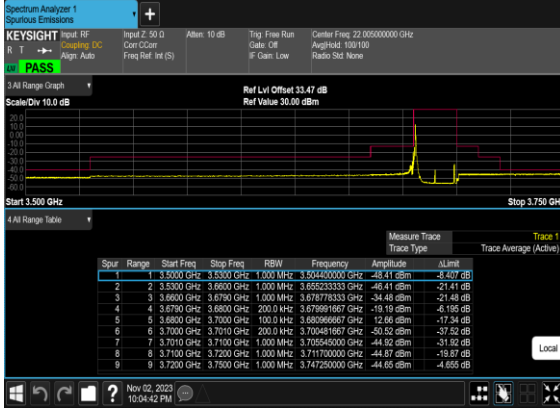 Spectrum Analyzer 1
Spurious Emissions
KEYSIGHT
R T
LXI
PASS
Input: RF
Coupling: DC
Align: Auto
Input Z: 50 Ω
Corr CCorr
Freq Ref: Int (S)
Atten: 10 dB
Trig: Free Run
Gate: Off
IF Gain: Low
Center Freq: 22.005000000 GHz
Avg|Hold: 100/100
Radio Std: None
3 All Range Graph
Scale/Div 10.0 dB
Ref Lvl Offset 33.47 dB
Ref Value 30.00 dBm
20.0
10.0
0.00
-10.0
-20.0
-30.0
-40.0
-50.0
-60.0
Start 3.500 GHz
Stop 3.750 GH
4 All Range Table
Measure Trace Trace 1
Trace Type Trace Average (Active)
Spur Range Start Freq Stop Freq RBW Frequency Amplitude ΔLimit
1 1 3.5000 GHz 3.5300 GHz 1.000 MHz 3.504400000 GHz -48.41 dBm -8.407 dB
2 2 3.5300 GHz 3.6600 GHz 1.000 MHz 3.655233333 GHz -46.41 dBm -21.41 dB
3 3 3.6600 GHz 3.6790 GHz 1.000 MHz 3.678778333 GHz -34.48 dBm -21.48 dB
4 4 3.6790 GHz 3.6800 GHz 200.0 kHz 3.679991667 GHz -19.19 dBm -6.195 dB
5 5 3.6800 GHz 3.7000 GHz 100.0 kHz 3.680966667 GHz 12.66 dBm -17.34 dB
6 6 3.7000 GHz 3.7010 GHz 200.0 kHz 3.700481667 GHz -50.52 dBm -37.52 dB
7 7 3.7010 GHz 3.7100 GHz 1.000 MHz 3.705545000 GHz -44.92 dBm -31.92 dB
8 8 3.7100 GHz 3.7200 GHz 1.000 MHz 3.711700000 GHz -44.87 dBm -19.87 dB
9 9 3.7200 GHz 3.7500 GHz 1.000 MHz 3.747250000 GHz -44.65 dBm -4.655 dB
Local
Nov 02, 2023
10:04:42 PM